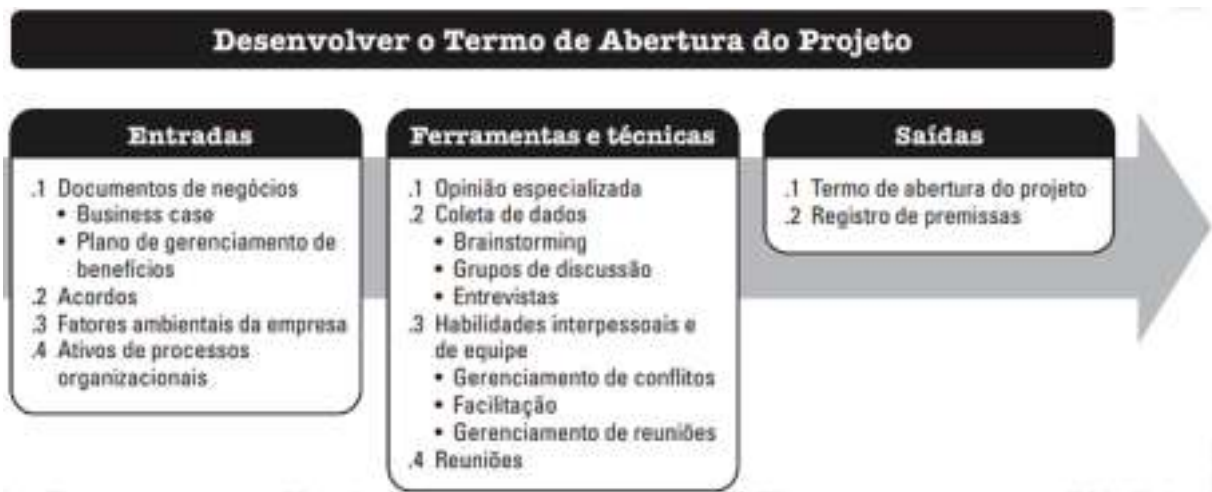 Desenvolver o Termo de Abertura do Projeto
Entradas
.1 Documentos de negócios
• Business case
• Plano de gerenciamento de
benefícios
.2 Acordos
.3 Fatores ambientais da empresa
.4 Ativos de processos
organizacionais
Ferramentas e técnicas
.1 Opinião especializada
.2 Coleta de dados
• Brainstorming
• Grupos de discussão
• Entrevistas
.3 Habilidades interpessoais e
de equipe
• Gerenciamento de conflitos
• Facilitação
• Gerenciamento de reuniões
.4 Reuniões
Saídas
.1 Termo de abertura do projeto
.2 Registro de premissas